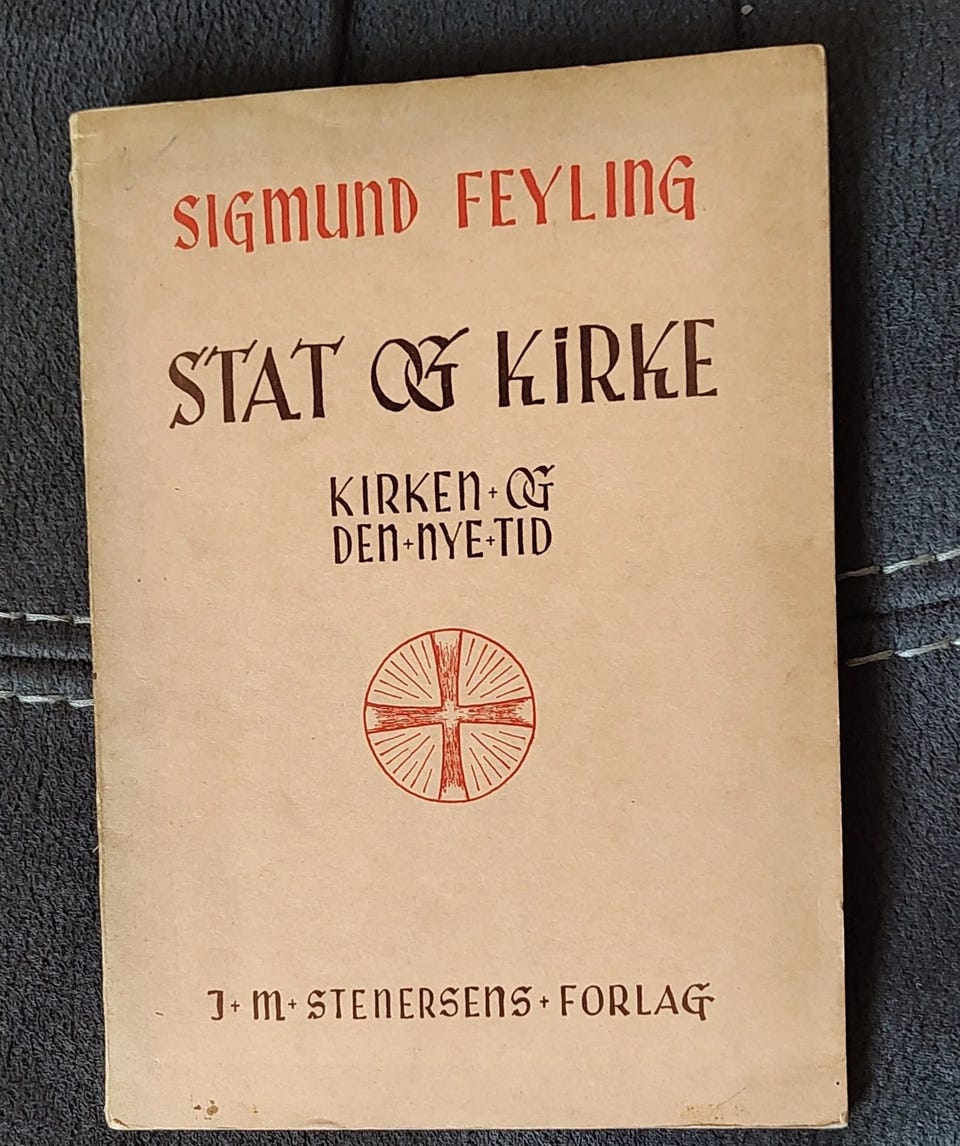 SIGMUND FEYLING
STAT OG KIRKE
KIRKEN + OG
DEN + NYE + TID
J + M + STENERSENS + FORLAG